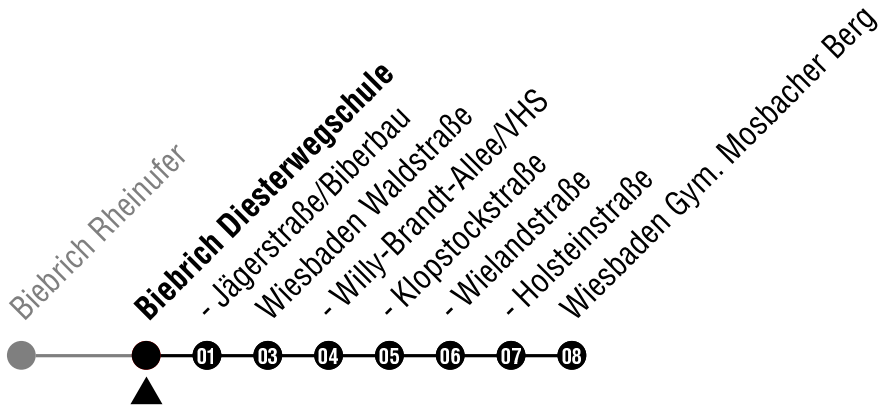 Biebrich Rheinufer
Biebrich Diesterwegschule
- Jägerstraße/Biberbau
Wiesbaden Waldstraße
- Willy-Brandt-Allee/VHS
- Klopstockstraße
- Wielandstraße
- Holsteinstraße
Wiesbaden Gym. Mosbacher Berg
01 03 04 05 06 07 08